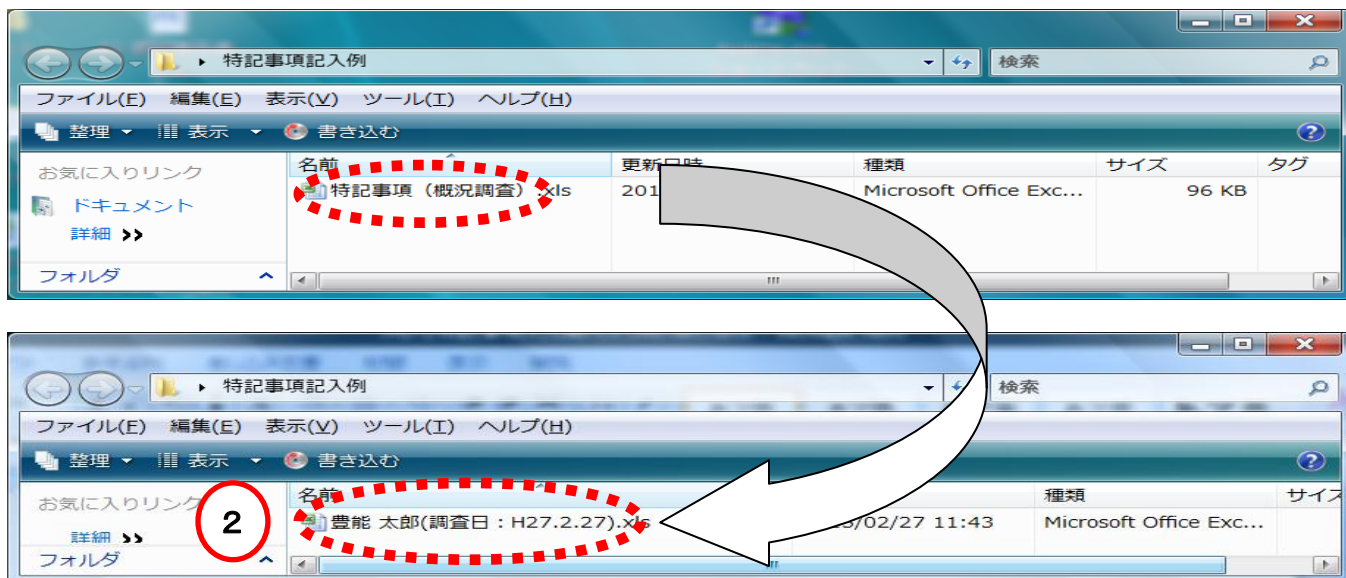 特記事項記入例
検索
ファイル(F) 編集(E) 表示(V) ツール(T) ヘルプ(H)
整理 表示 書き込む
お気に入りリンク
名前 更新日時 種類 サイズ タグ
特記事項（概況調査）.xls 201 Microsoft Office Exc... 96 KB
ドキュメント
詳細 >>
フォルダ
特記事項記入例
検索
ファイル(F) 編集(E) 表示(V) ツール(T) ヘルプ(H)
整理 表示 書き込む
お気に入りリンク
名前 種類 サイズ
2
豊能 太郎(調査日：H27.2.27).xls /02/27 11:43 Microsoft Office Exc...
詳細 >>
フォルダ